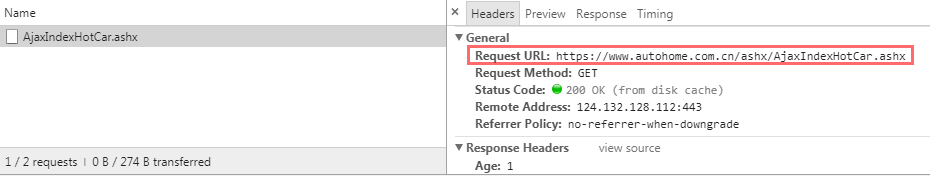 Name
AjaxIndexHotCar.ashx
1 / 2 requests | 0 B / 274 B transferred
× Headers Preview Response Timing
▼ General
Request URL: https://www.autohome.com.cn/ashx/AjaxIndexHotCar.ashx
Request Method: GET
Status Code: 200 OK (from disk cache)
Remote Address: 124.132.128.112:443
Referrer Policy: no-referrer-when-downgrade
▼ Response Headers view source
Age: 1